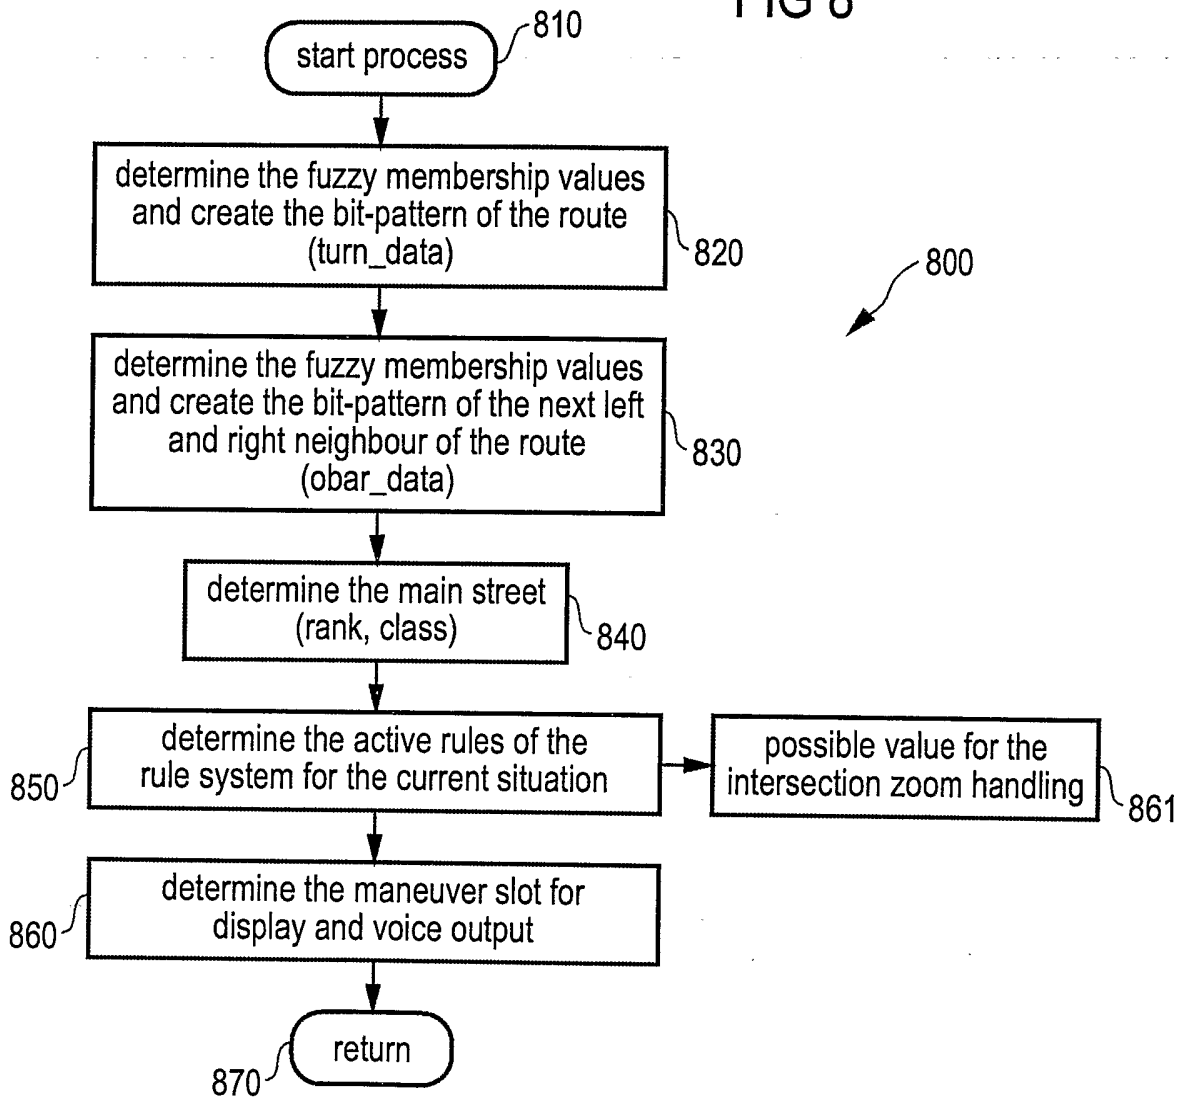 FIG 8
start process
810
determine the fuzzy membership values
and create the bit-pattern of the route
(turn_data)
820
800
determine the fuzzy membership values
and create the bit-pattern of the next left
and right neighbour of the route
(obar_data)
830
determine the main street
(rank, class)
840
determine the active rules of the
rule system for the current situation
850
possible value for the
intersection zoom handling
861
determine the maneuver slot for
display and voice output
860
return
870